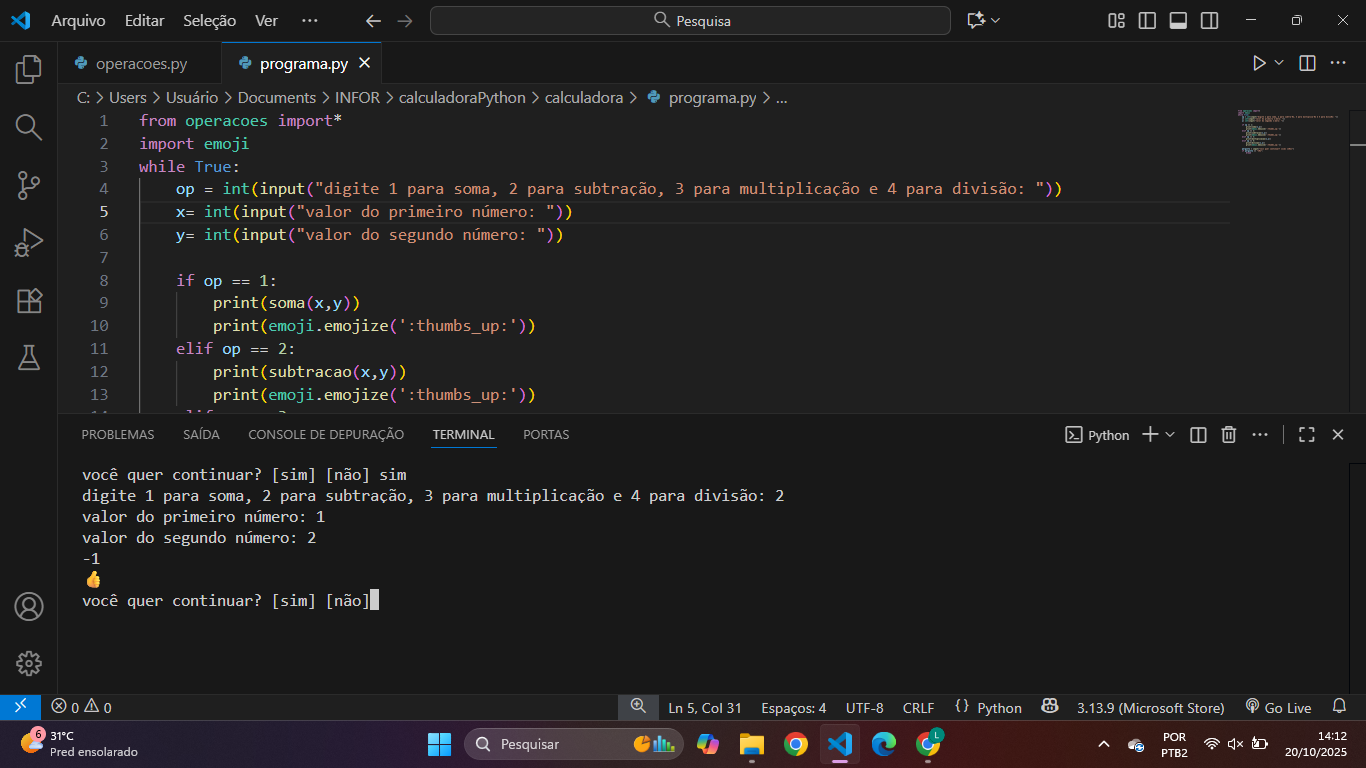 Arquivo Editar Seleção Ver ··· Pesquisa
operacoes.py programa.py
C: > Users > Usuário > Documents > INFOR > calculadoraPython > calculadora > programa.py > ...
1 from operacoes import*
2 import emoji
3 while True:
4 op = int(input("digite 1 para soma, 2 para subtração, 3 para multiplicação e 4 para divisão: "))
5 x= int(input("valor do primeiro número: "))
6 y= int(input("valor do segundo número: "))
7
8 if op == 1:
9 print(soma(x,y))
10 print(emoji.emojize(':thumbs_up:'))
11 elif op == 2:
12 print(subtracao(x,y))
13 print(emoji.emojize(':thumbs_up:'))
PROBLEMAS SAÍDA CONSOLE DE DEPURAÇÃO TERMINAL PORTAS Python
você quer continuar? [sim] [não] sim
digite 1 para soma, 2 para subtração, 3 para multiplicação e 4 para divisão: 2
valor do primeiro número: 1
valor do segundo número: 2
-1
👍
você quer continuar? [sim] [não]
0 0 Ln 5, Col 31 Espaços: 4 UTF-8 CRLF {} Python 3.13.9 (Microsoft Store) Go Live
6 31°C
Pred ensolarado
Pesquisar
L
POR
PTB2
14:12
20/10/2025